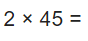 2 × 45 =